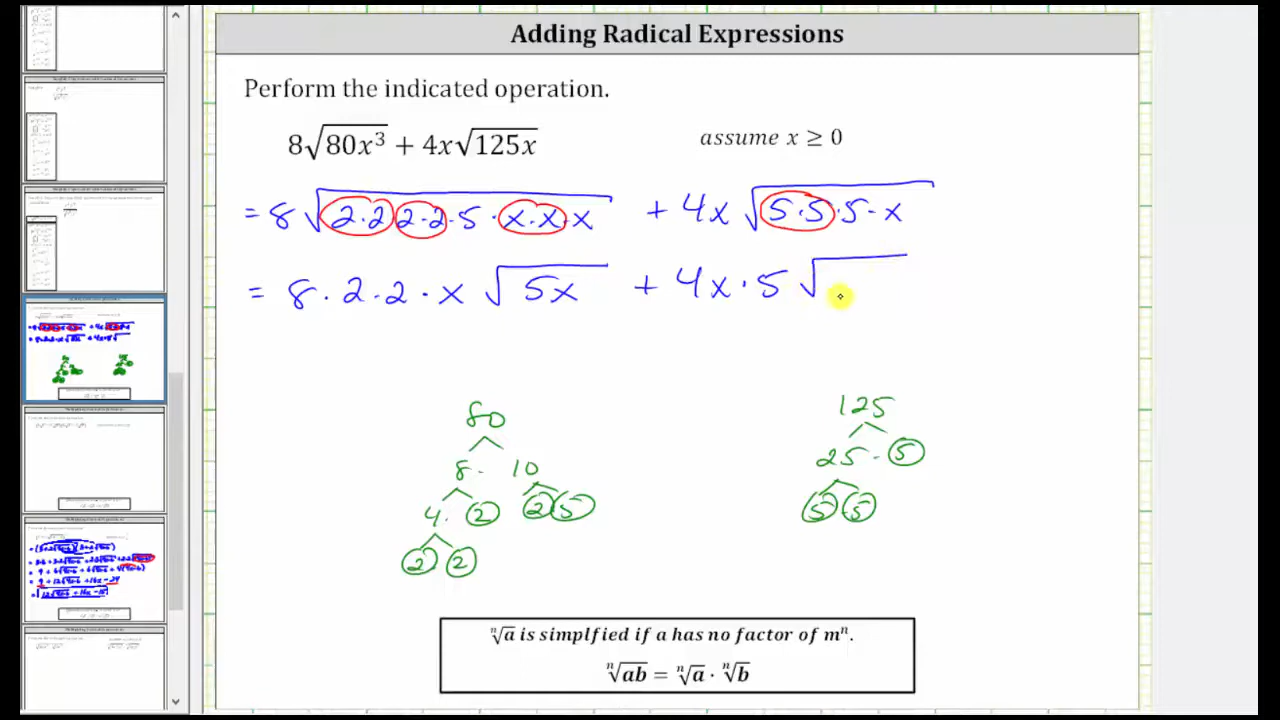 Adding Radical Expressions
Perform the indicated operation.
8√(80x³) + 4x√(125x) assume x ≥ 0
= 8 √(2·2 2·2·5·x·x·x) + 4x √(5·5·5·x)
= 8·2·2·x √(5x) + 4x·5 √
80 125
8· 10 25·5
4·2 2 5 5·5
2 2
ⁿ√a is simplfied if a has no factor of mⁿ.
ⁿ√(ab) = ⁿ√a · ⁿ√b